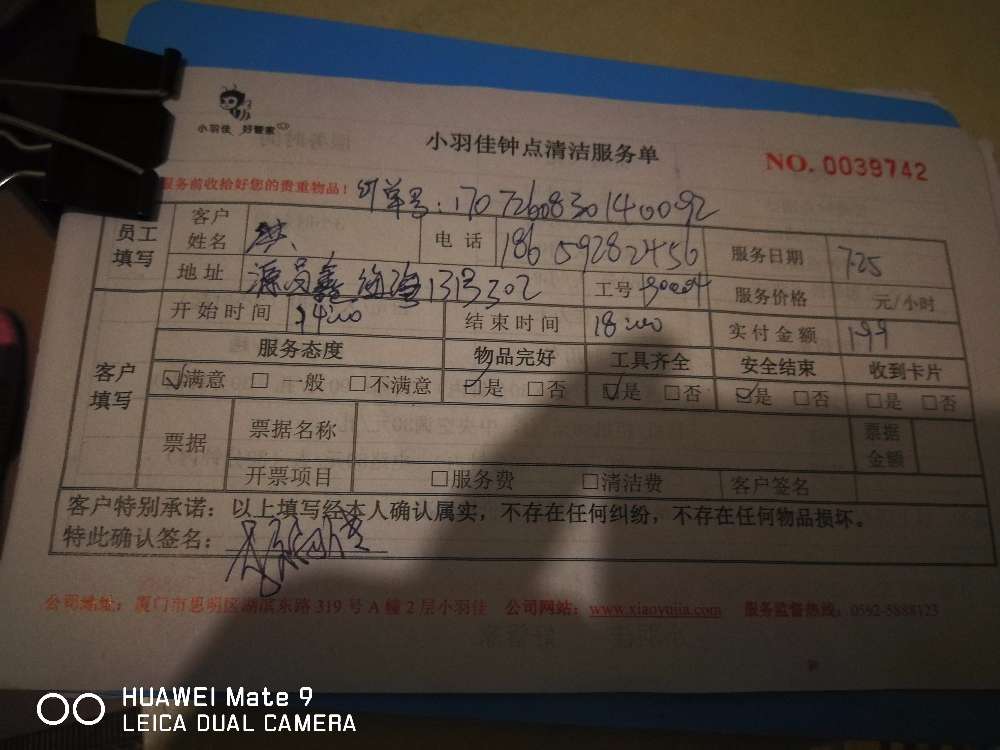 小羽佳 好管家
小羽佳钟点清洁服务单
NO. 0039742
服务前收拾好您的贵重物品!
订单号:1707260830140092
员工填写 客户姓名 电话 18659282456 服务日期 7.25
地址 1313302 工号 服务价格 元/小时
开始时间 14:00 结束时间 18:00 实付金额 199
客户填写 服务态度 物品完好 工具齐全 安全结束 收到卡片
☑满意 □一般 □不满意 ☑是 □否 ☑是 □否 ☑是 □否 □是 □否
票据 票据名称 票据金额
开票项目 □服务费 □清洁费 客户签名
客户特别承诺:以上填写经本人确认属实,不存在任何纠纷,不存在任何物品损坏。
特此确认签名:
公司地址:厦门市思明区湖滨东路319号A幢2层小羽佳 公司网站:www.xiaoyujia.com 服务监督热线:0592-5888123
HUAWEI Mate 9
LEICA DUAL CAMERA